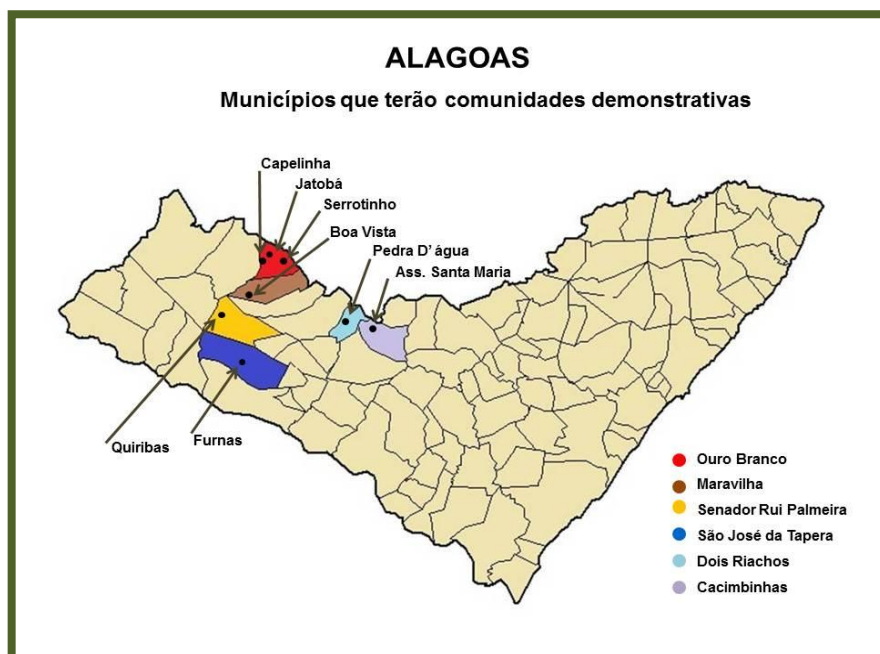 ALAGOAS
Municípios que terão comunidades demonstrativas
Capelinha
Jatobá
Serrotinho
Boa Vista
Pedra D' água
Ass. Santa Maria
Quiribas
Furnas
Ouro Branco
Maravilha
Senador Rui Palmeira
São José da Tapera
Dois Riachos
Cacimbinhas